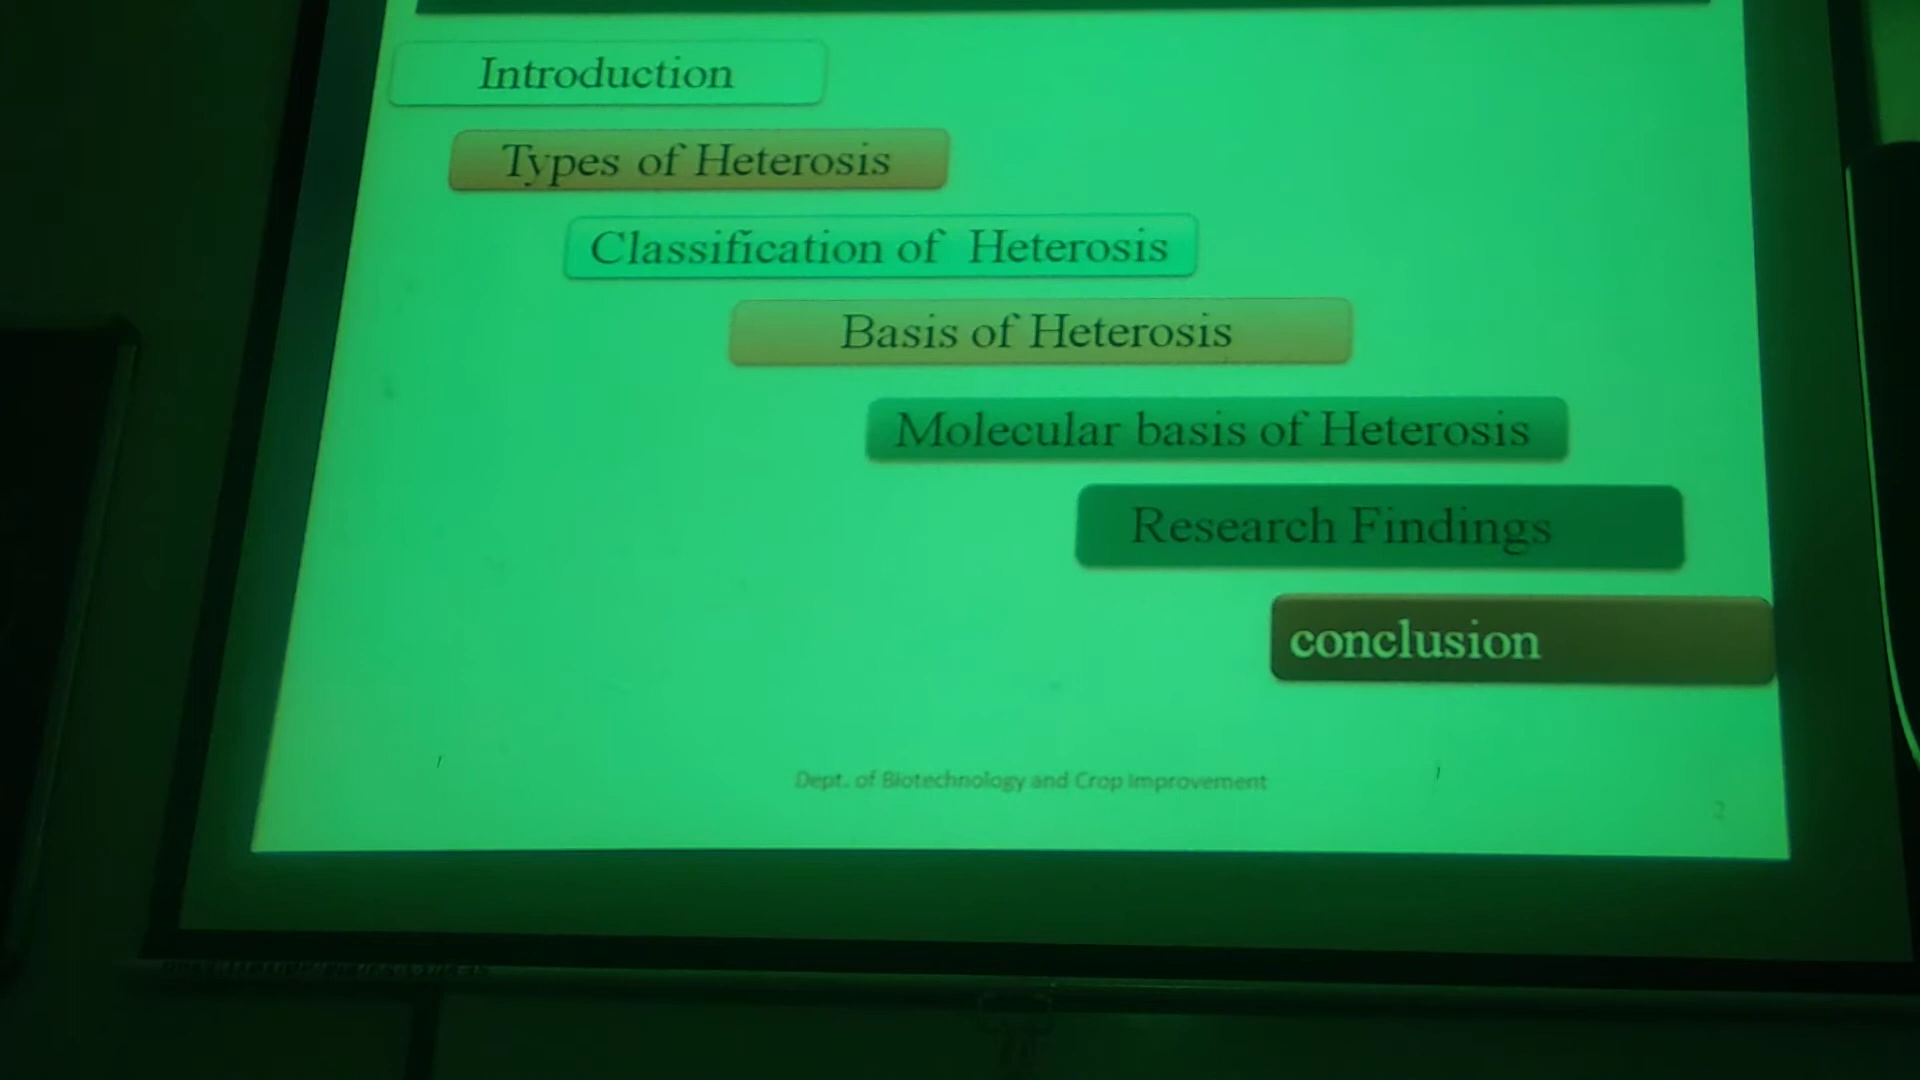 Introduction
Types of Heterosis
Classification of Heterosis
Basis of Heterosis
Molecular basis of Heterosis
Research Findings
conclusion
Dept. of Biotechnology and Crop Improvement
2